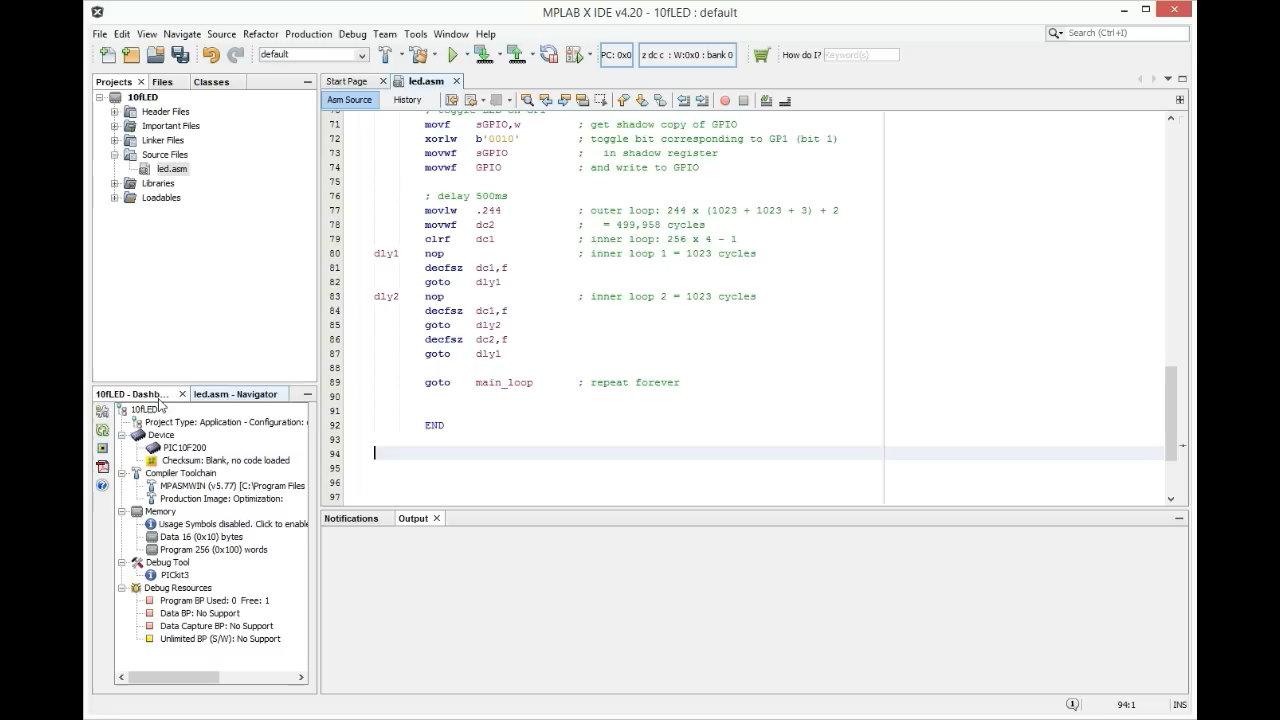 MPLAB X IDE v4.20 - 10fLED : default
File Edit View Navigate Source Refactor Production Debug Team Tools Window Help
Search (Ctrl+I)
default
PC: 0x0
z dc c : W:0x0 : bank 0
How do I?
Keyword(s)
Projects Files Classes
10fLED
Header Files
Important Files
Linker Files
Source Files
led.asm
Libraries
Loadables
Start Page led.asm
Asm Source History
71 movf sGPIO,w ; get shadow copy of GPIO
72 xorlw b'0010' ; toggle bit corresponding to GP1 (bit 1)
73 movwf sGPIO ; in shadow register
74 movwf GPIO ; and write to GPIO
75
76 ; delay 500ms
77 movlw .244 ; outer loop: 244 x (1023 + 1023 + 3) + 2
78 movwf dc2 ; = 499,958 cycles
79 clrf dc1 ; inner loop: 256 x 4 - 1
80 dly1 nop ; inner loop 1 = 1023 cycles
81 decfsz dc1,f
82 goto dly1
83 dly2 nop ; inner loop 2 = 1023 cycles
84 decfsz dc1,f
85 goto dly2
86 decfsz dc2,f
87 goto dly1
88
89 goto main_loop ; repeat forever
90
91
92 END
93
94
95
96
97
10fLED - Dashb... led.asm - Navigator
10fLED
Project Type: Application - Configuration:
Device
PIC10F200
Checksum: Blank, no code loaded
Compiler Toolchain
MPASMWIN (v5.77) [C:\Program Files
Production Image: Optimization:
Memory
Usage Symbols disabled. Click to enable
Data 16 (0x10) bytes
Program 256 (0x100) words
Debug Tool
PICkit3
Debug Resources
Program BP Used: 0 Free: 1
Data BP: No Support
Data Capture BP: No Support
Unlimited BP (S/W): No Support
Notifications Output
94:1 INS